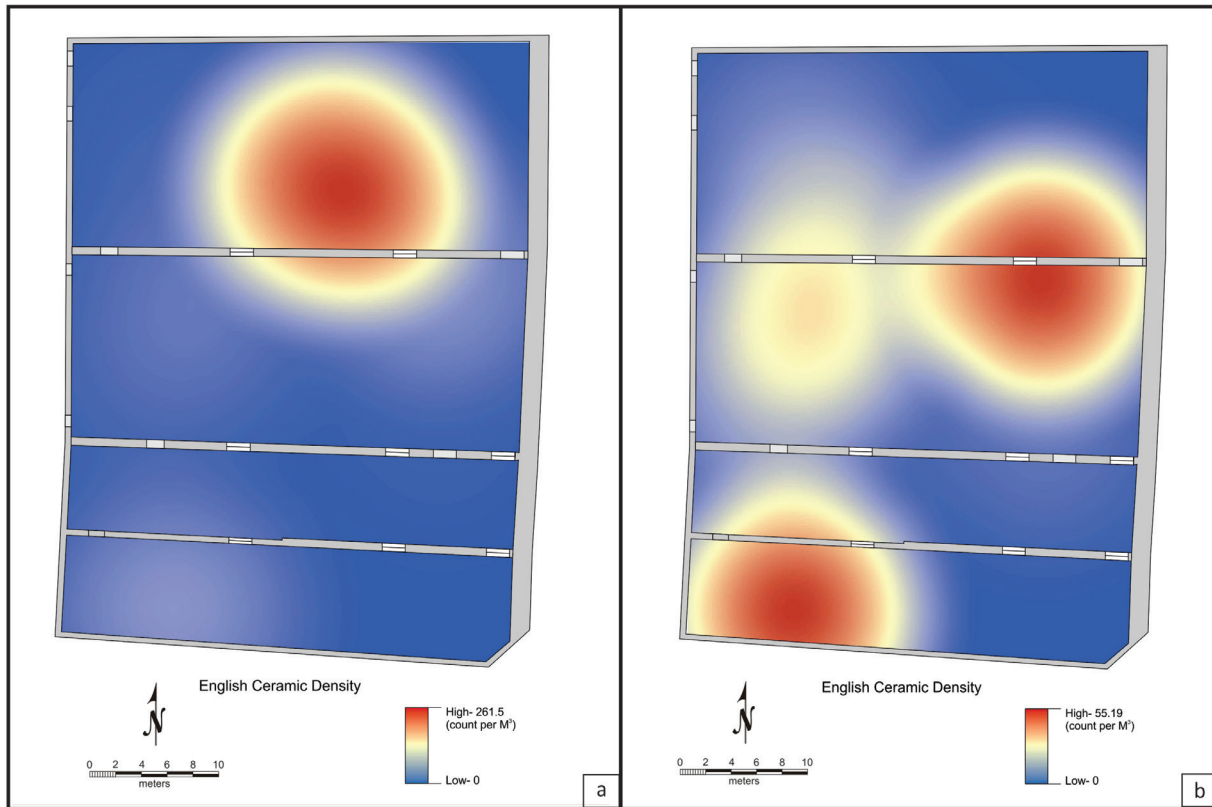 English Ceramic Density
N
0 2 4 6 8 10
meters
High- 261.5
(count per M³)
Low- 0
a
English Ceramic Density
N
0 2 4 6 8 10
meters
High- 55.19
(count per M³)
Low- 0
b